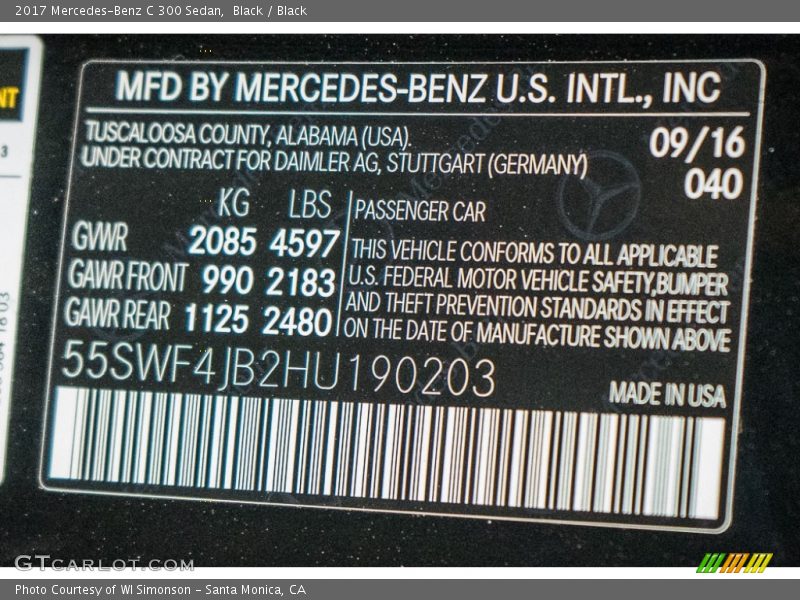 2017 Mercedes-Benz C 300 Sedan, Black / Black
NT
3
MFD BY MERCEDES-BENZ U.S. INTL., INC
TUSCALOOSA COUNTY, ALABAMA (USA).
UNDER CONTRACT FOR DAIMLER AG, STUTTGART (GERMANY)
09/16
040
KG LBS
GWR 2085 4597
GAWR FRONT 990 2183
GAWR REAR 1125 2480
PASSENGER CAR
THIS VEHICLE CONFORMS TO ALL APPLICABLE
U.S. FEDERAL MOTOR VEHICLE SAFETY,BUMPER
AND THEFT PREVENTION STANDARDS IN EFFECT
ON THE DATE OF MANUFACTURE SHOWN ABOVE
55SWF4JB2HU190203
MADE IN USA
GTCARLOT.COM
Photo Courtesy of WI Simonson – Santa Monica, CA